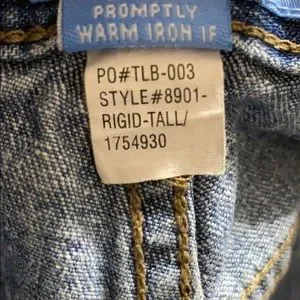 PROMPTLY
WARM IRON IF
PO#TLB-003
STYLE#8901-
RIGID-TALL/
1754930